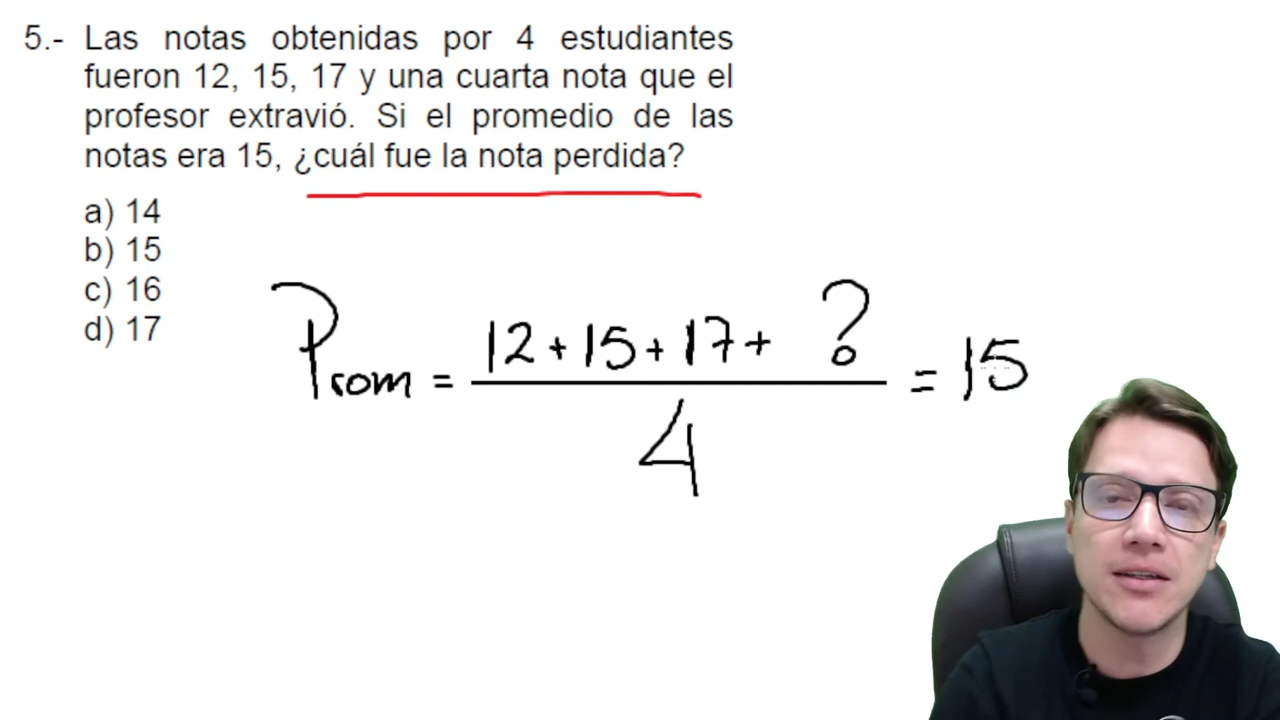 5.- Las notas obtenidas por 4 estudiantes
fueron 12, 15, 17 y una cuarta nota que el
profesor extravió. Si el promedio de las
notas era 15, ¿cuál fue la nota perdida?
a) 14
b) 15
c) 16
d) 17
12+15+17+ ?
Prom = = 15
4